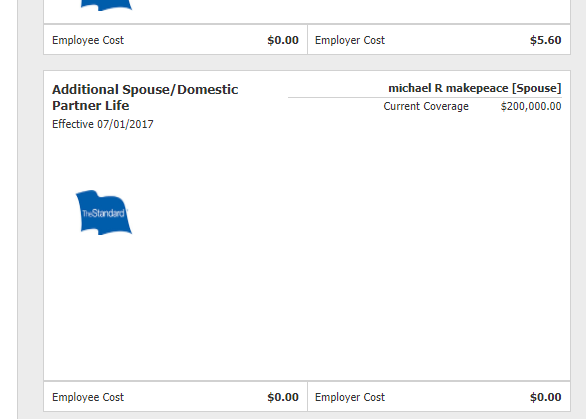 Employee Cost $0.00 Employer Cost $5.60
Additional Spouse/Domestic
Partner Life
Effective 07/01/2017
michael R makepeace [Spouse]
Current Coverage $200,000.00
TheStandard
Employee Cost $0.00 Employer Cost $0.00